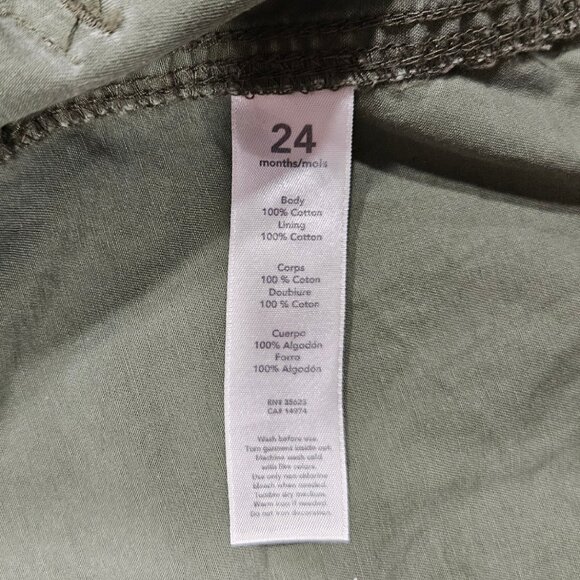 24
months/mois
Body
100% Cotton
Lining
100% Cotton
Corps
100 % Coton
Doublure
100 % Coton
Cuerpo
100% Algodón
Forro
100% Algodón
RN# 35623
CA# 14974
Wash before use.
Turn garment inside out.
Machine wash cold
with like colors.
Use only non-chlorine
bleach when needed.
Tumble dry medium.
Warm iron if needed.
Do not iron decoration.